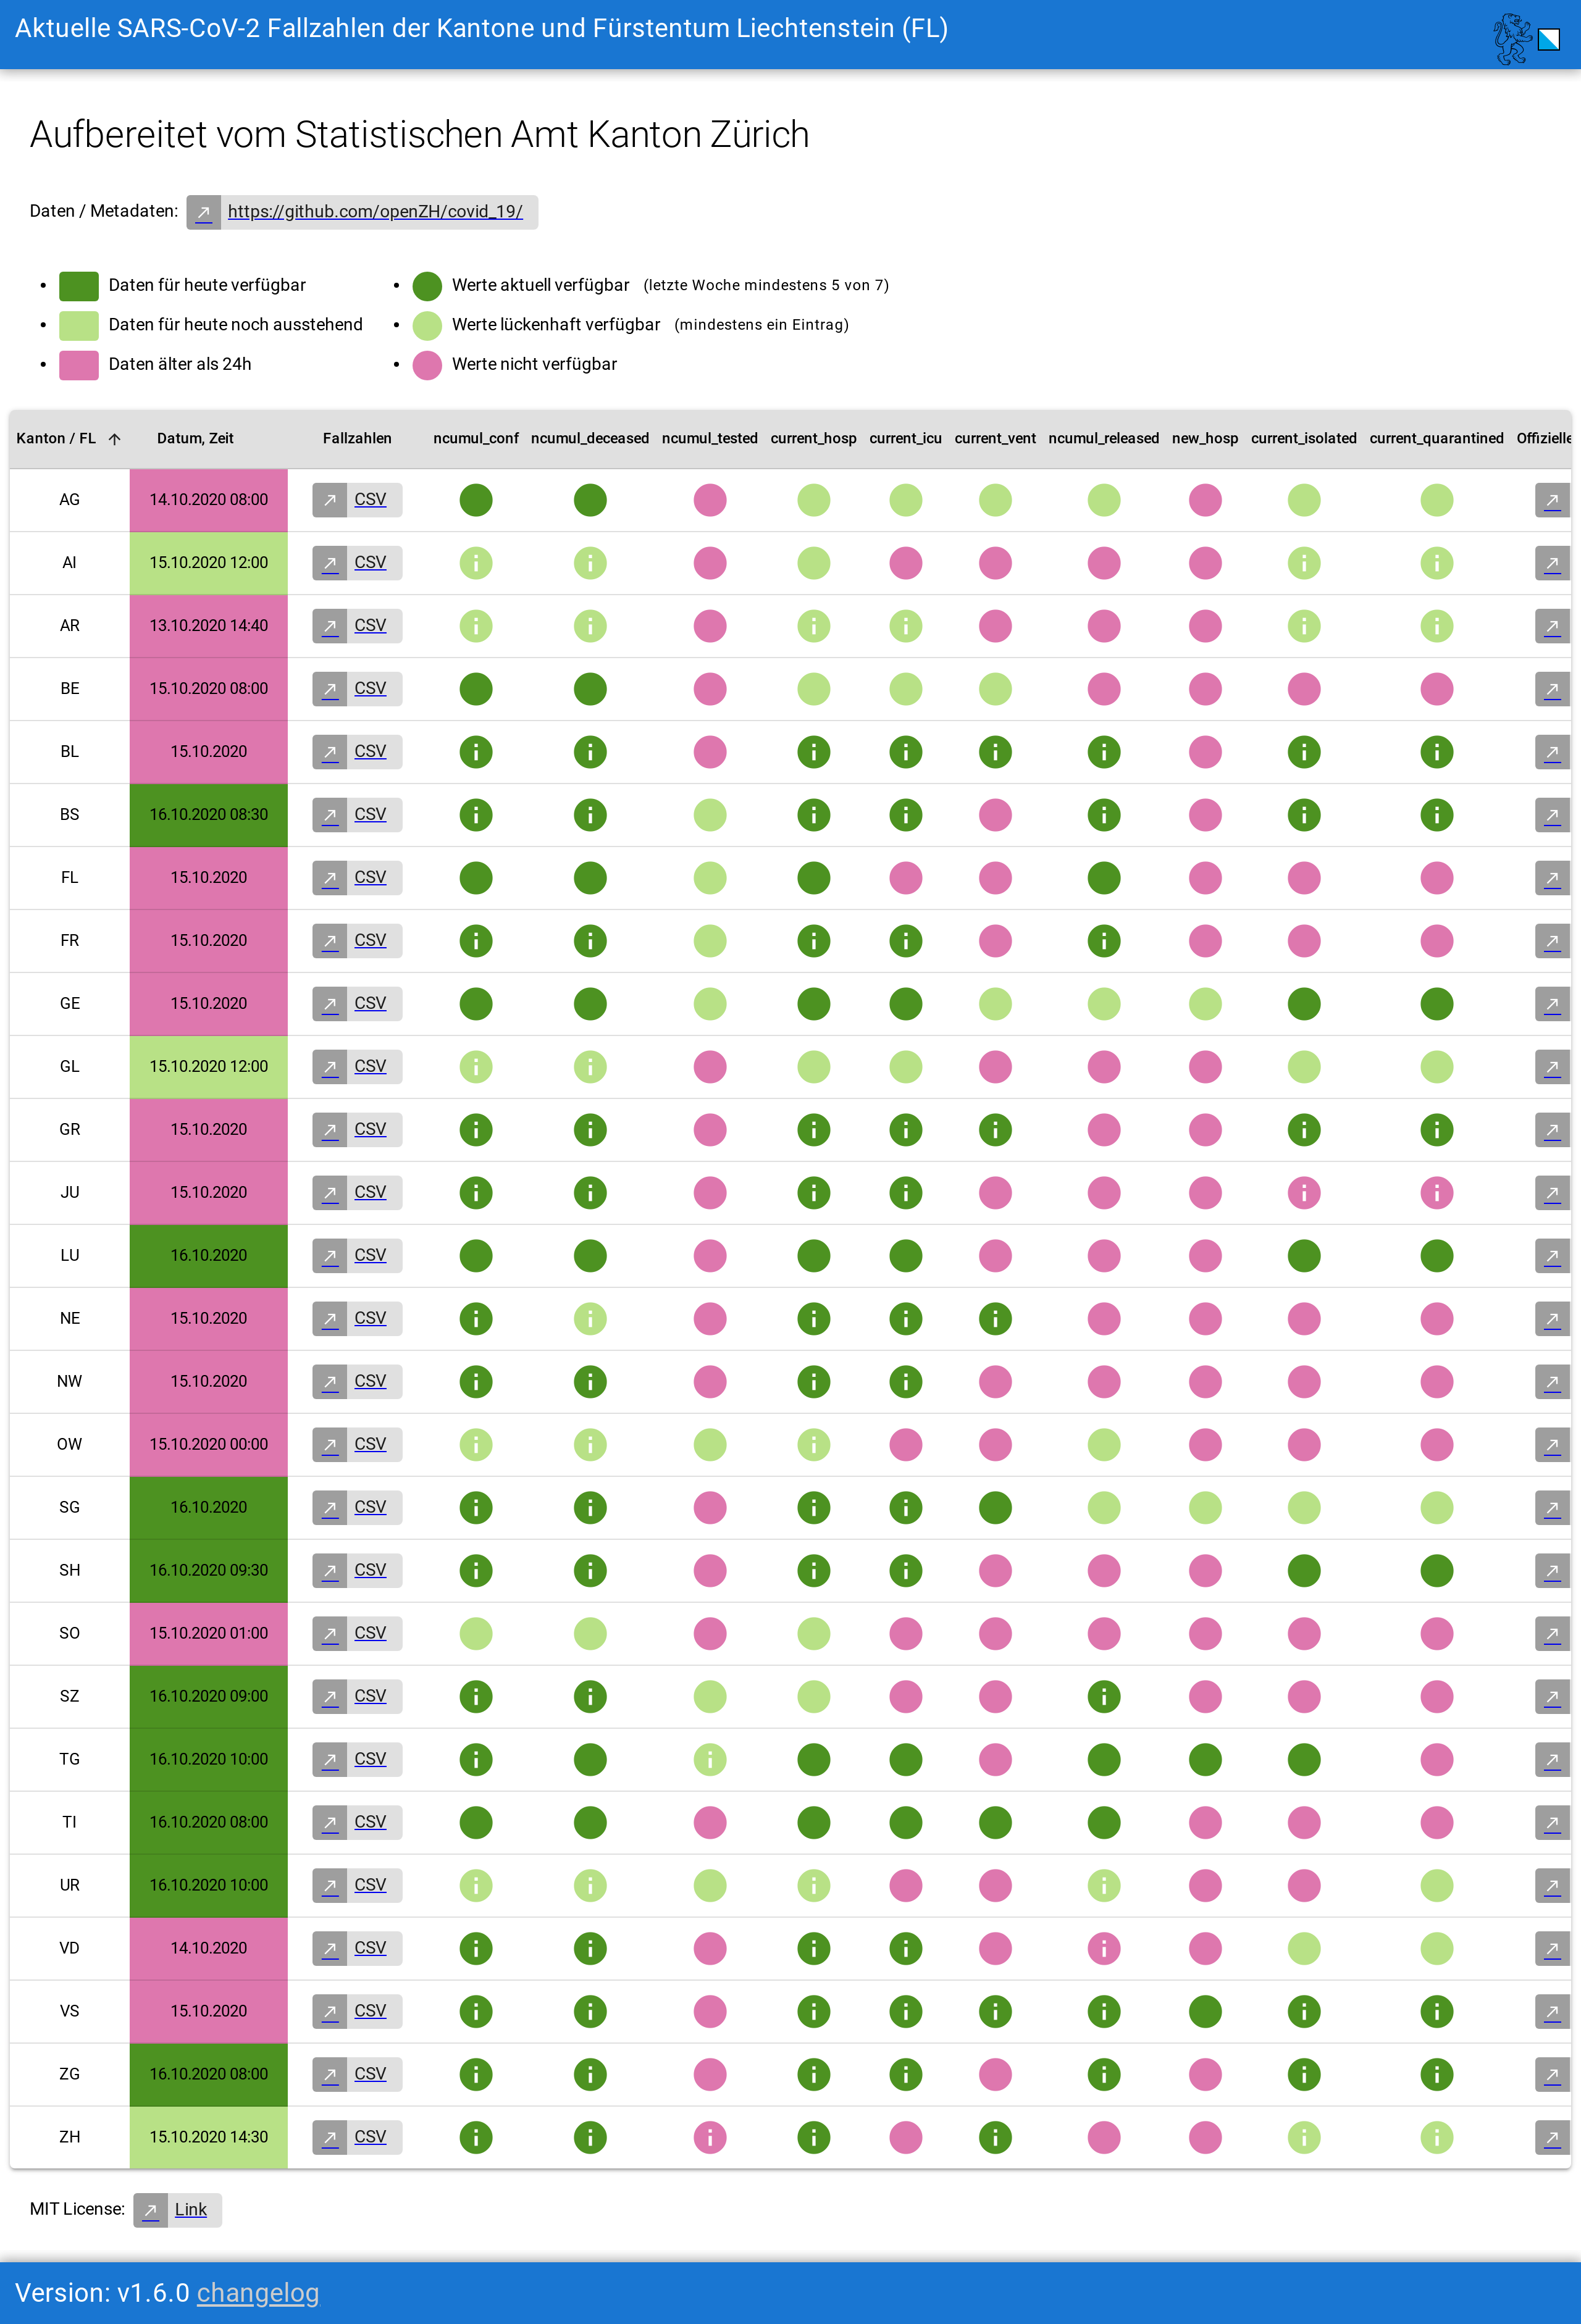 Aktuelle SARS-CoV-2 Fallzahlen der Kantone und Fürstentum Liechtenstein (FL)
Aufbereitet vom Statistischen Amt Kanton Zürich
Daten / Metadaten: https://github.com/openZH/covid_19/
Daten für heute verfügbar
Daten für heute noch ausstehend
Daten älter als 24h
Werte aktuell verfügbar (letzte Woche mindestens 5 von 7)
Werte lückenhaft verfügbar (mindestens ein Eintrag)
Werte nicht verfügbar
Kanton / FL Datum, Zeit Fallzahlen ncumul_conf ncumul_deceased ncumul_tested current_hosp current_icu current_vent ncumul_released new_hosp current_isolated current_quarantined Offizielle
AG 14.10.2020 08:00 CSV
AI 15.10.2020 12:00 CSV
AR 13.10.2020 14:40 CSV
BE 15.10.2020 08:00 CSV
BL 15.10.2020 CSV
BS 16.10.2020 08:30 CSV
FL 15.10.2020 CSV
FR 15.10.2020 CSV
GE 15.10.2020 CSV
GL 15.10.2020 12:00 CSV
GR 15.10.2020 CSV
JU 15.10.2020 CSV
LU 16.10.2020 CSV
NE 15.10.2020 CSV
NW 15.10.2020 CSV
OW 15.10.2020 00:00 CSV
SG 16.10.2020 CSV
SH 16.10.2020 09:30 CSV
SO 15.10.2020 01:00 CSV
SZ 16.10.2020 09:00 CSV
TG 16.10.2020 10:00 CSV
TI 16.10.2020 08:00 CSV
UR 16.10.2020 10:00 CSV
VD 14.10.2020 CSV
VS 15.10.2020 CSV
ZG 16.10.2020 08:00 CSV
ZH 15.10.2020 14:30 CSV
MIT License: Link
Version: v1.6.0 changelog